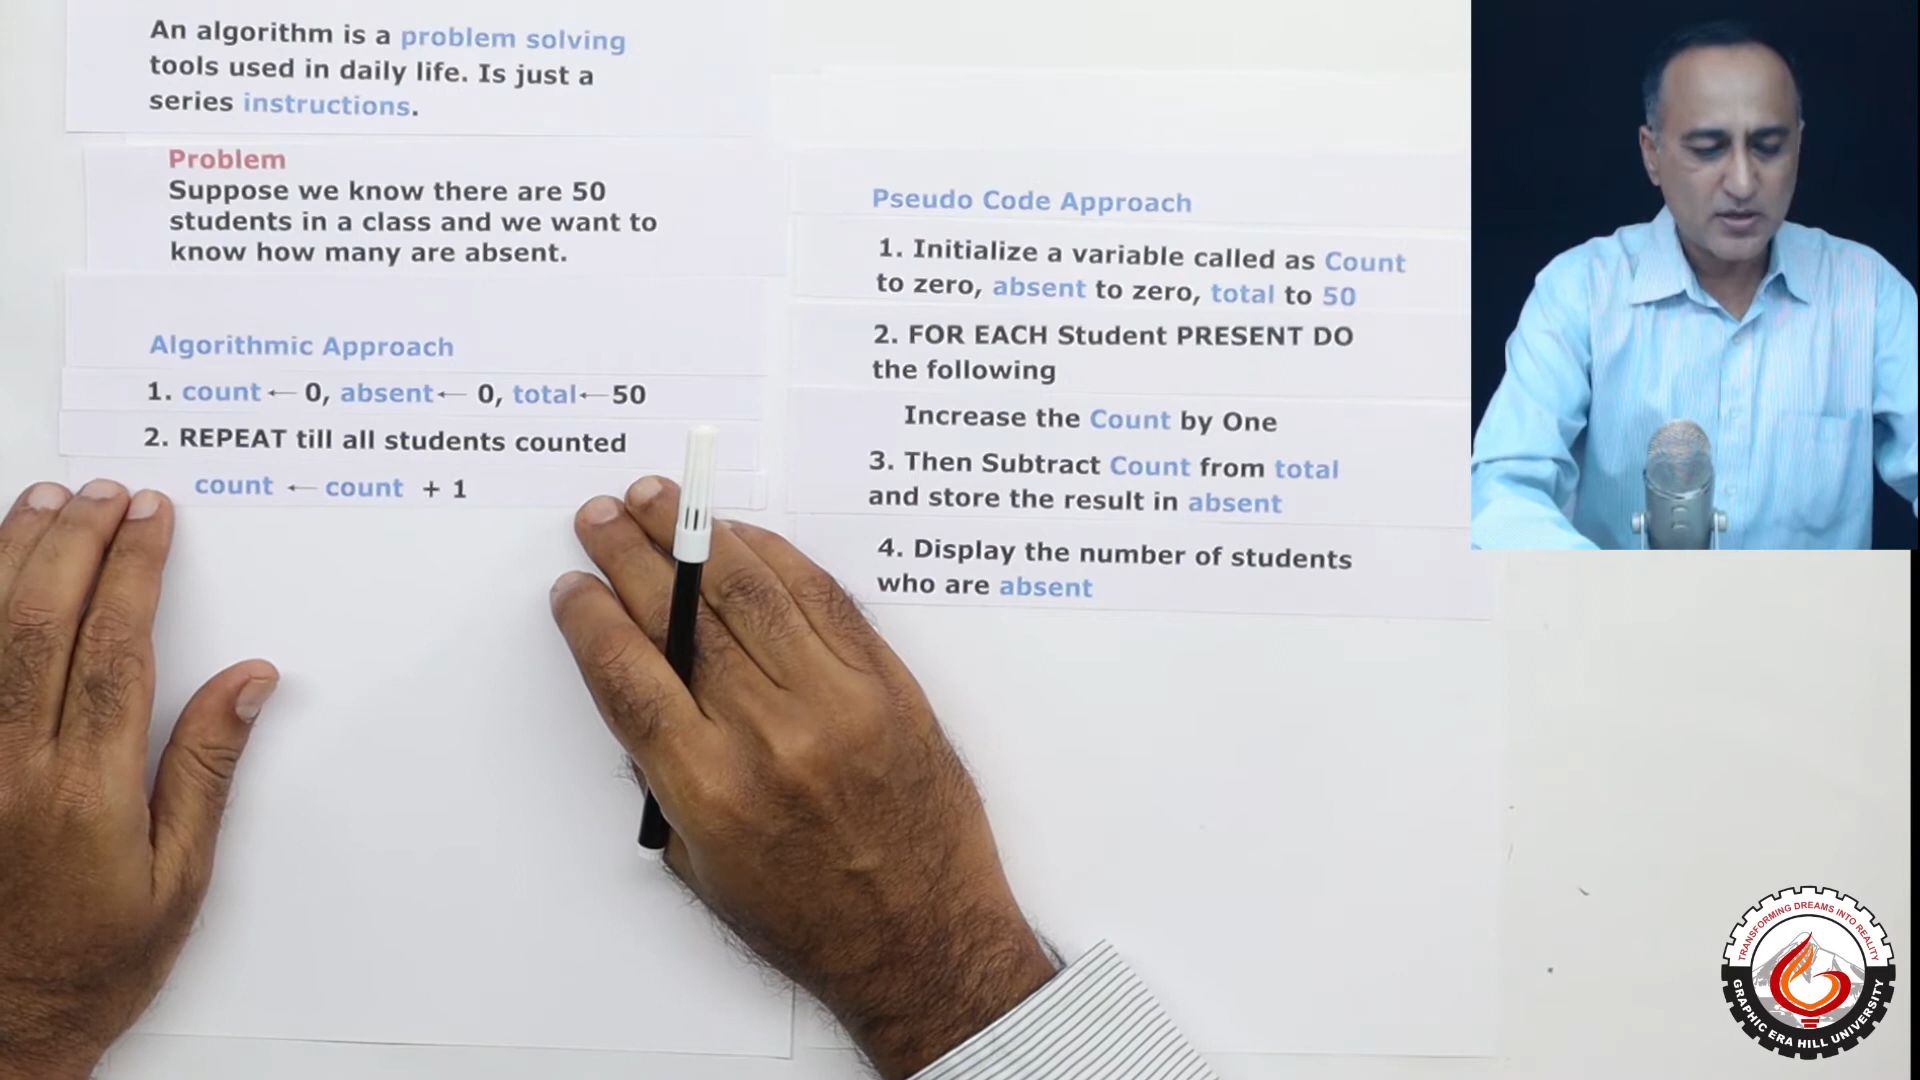 An algorithm is a problem solving
tools used in daily life. Is just a
series instructions.
Problem
Suppose we know there are 50
students in a class and we want to
know how many are absent.
Algorithmic Approach
1. count ← 0, absent ← 0, total ← 50
2. REPEAT till all students counted
count ← count + 1
Pseudo Code Approach
1. Initialize a variable called as Count
to zero, absent to zero, total to 50
2. FOR EACH Student PRESENT DO
the following
Increase the Count by One
3. Then Subtract Count from total
and store the result in absent
4. Display the number of students
who are absent
TRANSFORMING DREAMS INTO REALITY
GRAPHIC ERA HILL UNIVERSITY